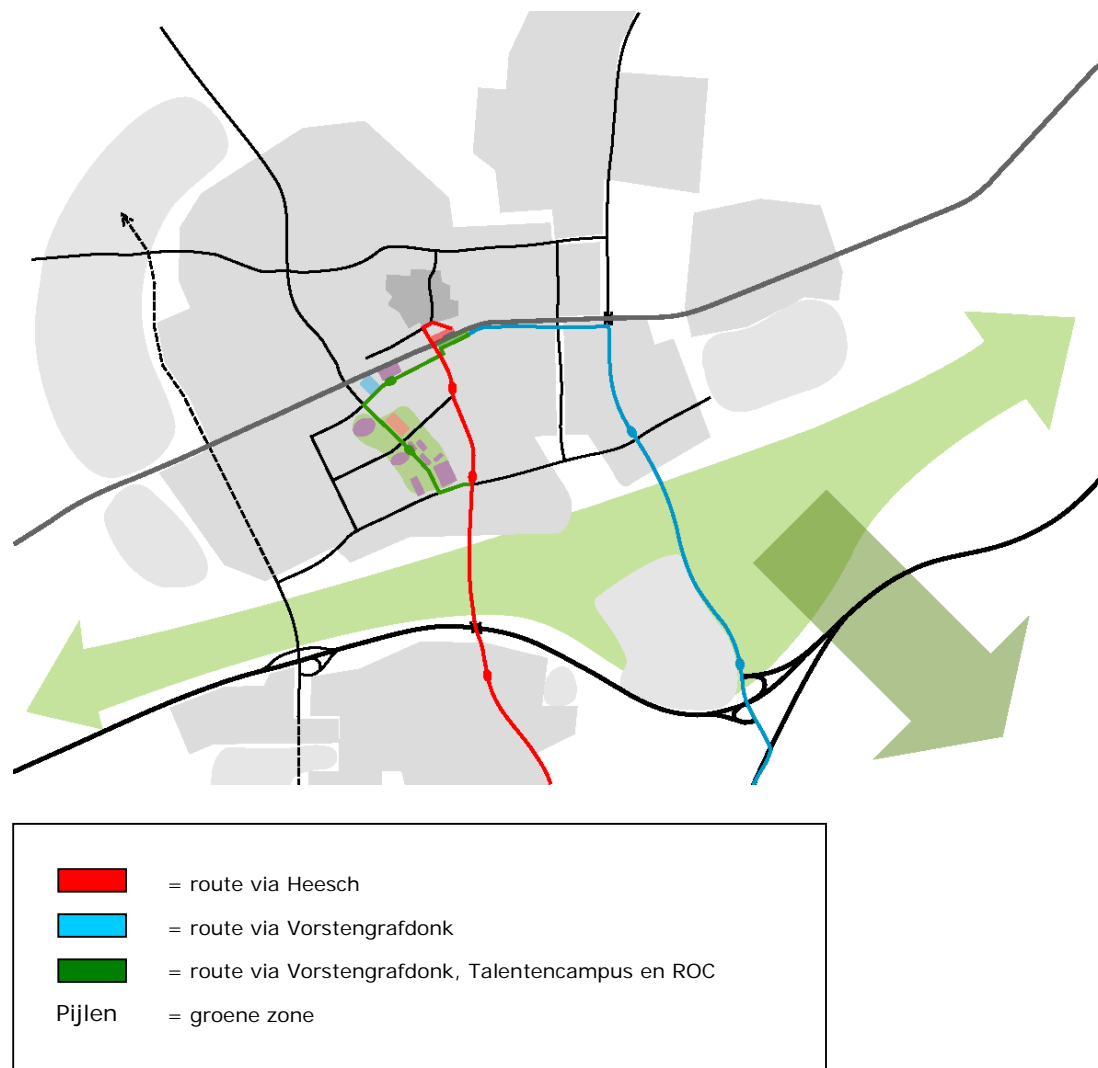 = route via Heesch
= route via Vorstengrafdonk
= route via Vorstengrafdonk, Talentencampus en ROC
Pijlen = groene zone